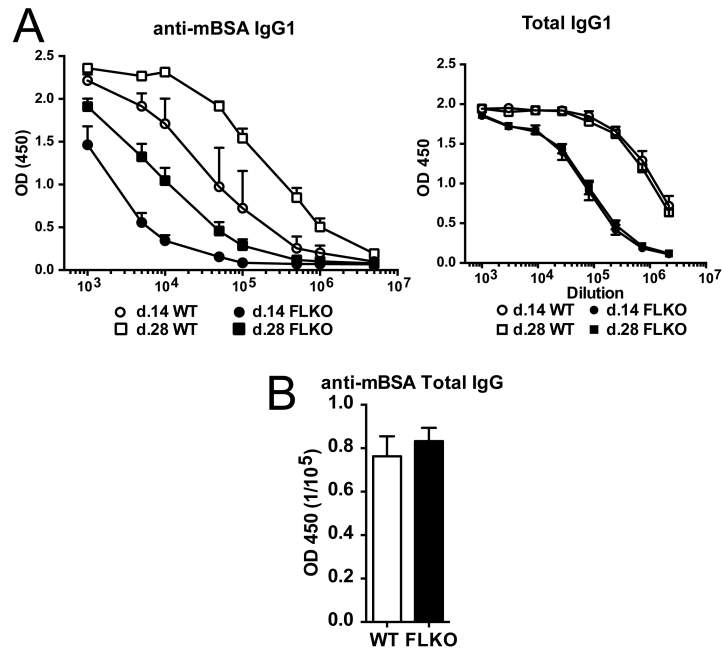 A
anti-mBSA IgG1
OD (450)
2.5
2.0
1.5
1.0
0.5
0.0
10³ 10⁴ 10⁵ 10⁶ 10⁷
d.14 WT d.14 FLKO
d.28 WT d.28 FLKO
Total IgG1
OD 450
2.5
2.0
1.5
1.0
0.5
0.0
10³ 10⁴ 10⁵ 10⁶ 10⁷
Dilution
d.14 WT d.14 FLKO
d.28 WT d.28 FLKO
B
anti-mBSA Total IgG
OD 450 (1/10⁵)
1.0
0.8
0.6
0.4
0.2
0.0
WT FLKO